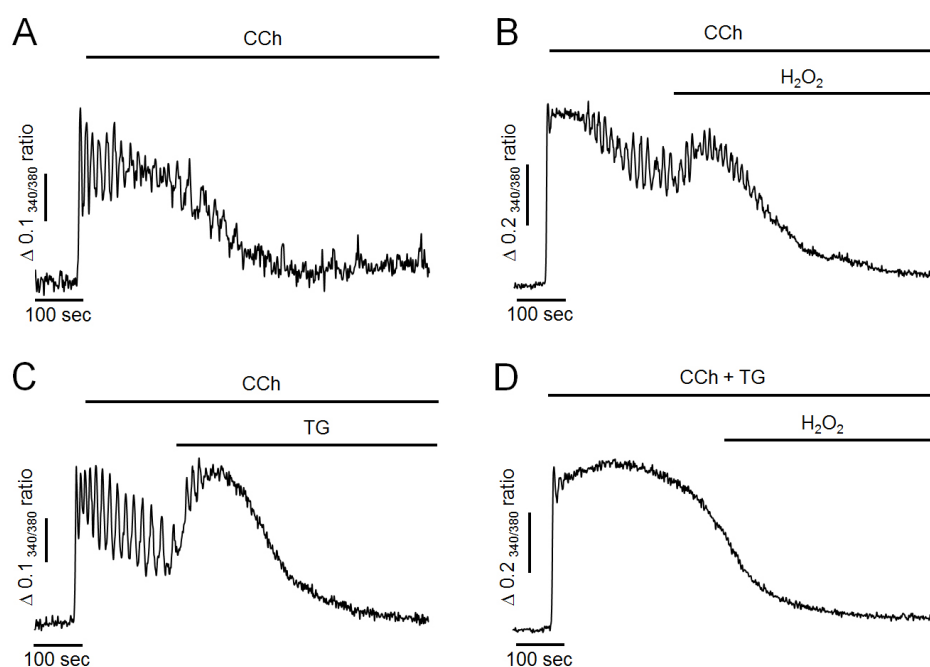 A
CCh
Δ 0.1 340/380 ratio
100 sec
B
CCh
H₂O₂
Δ 0.2 340/380 ratio
100 sec
C
CCh
TG
Δ 0.1 340/380 ratio
100 sec
D
CCh + TG
H₂O₂
Δ 0.2 340/380 ratio
100 sec